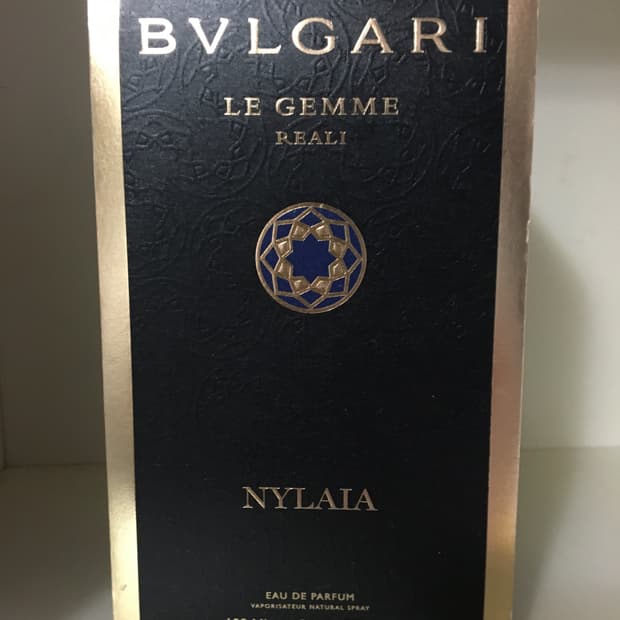 BVLGARI
LE GEMME
REALI
NYLAIA
EAU DE PARFUM
VAPORISATEUR NATURAL SPRAY